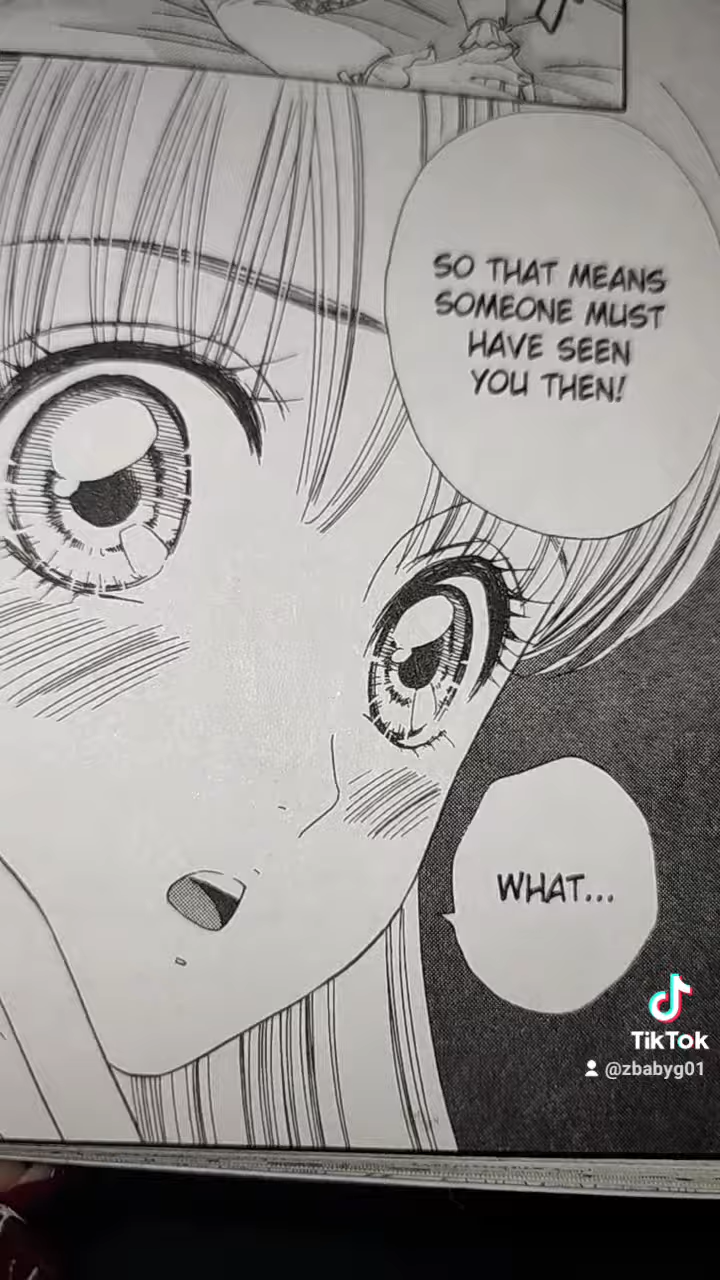 SO THAT MEANS
SOMEONE MUST
HAVE SEEN
YOU THEN!
WHAT...
TikTok
@zbabyg01